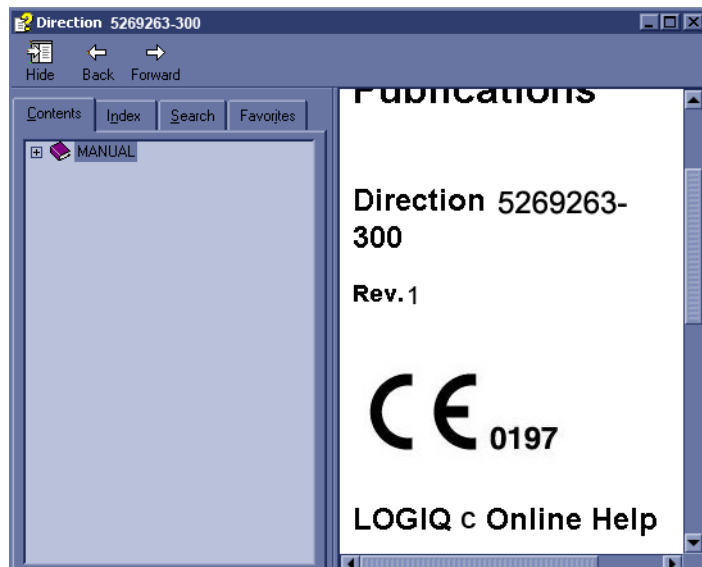 Direction 5269263-300
Hide Back Forward
Contents Index Search Favorites
MANUAL
Publications
Direction 5269263-
300
Rev. 1
CE 0197
LOGIQ c Online Help